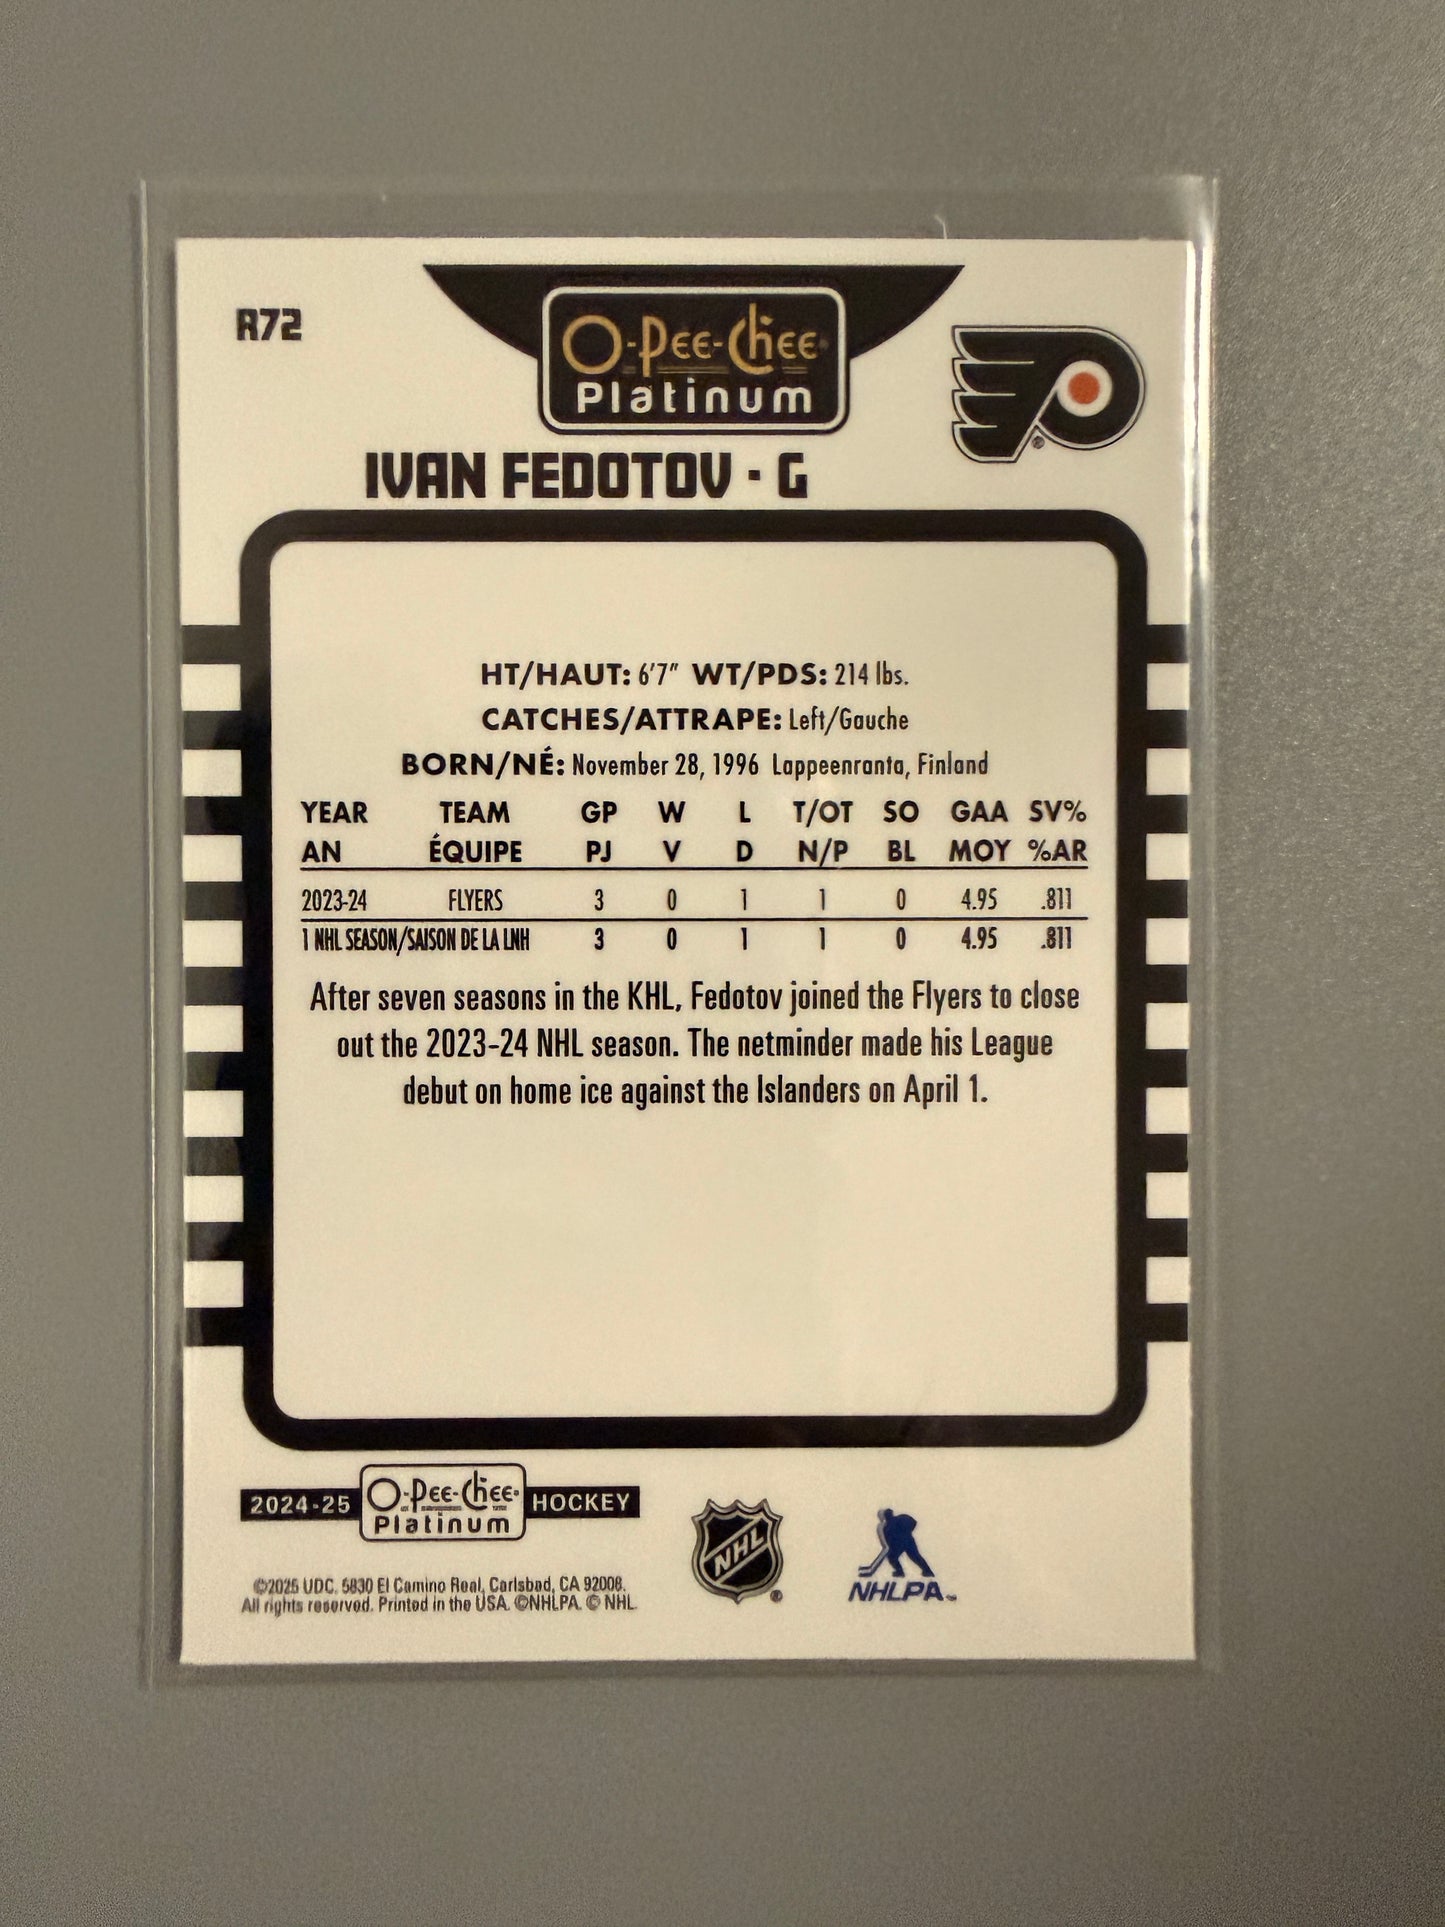 R72
O-Pee-Chee
Platinum
IVAN FEDOTOV · G
HT/HAUT: 6'7" WT/PDS: 214 lbs.
CATCHES/ATTRAPE: Left/Gauche
BORN/NÉ: November 28, 1996 Lappeenranta, Finland
YEAR TEAM GP W L T/OT SO GAA SV%
AN ÉQUIPE PJ V D N/P BL MOY %AR
2023-24 FLYERS 3 0 1 1 0 4.95 .811
1 NHL SEASON/SAISON DE LA LNH 3 0 1 1 0 4.95 .811
After seven seasons in the KHL, Fedotov joined the Flyers to close
out the 2023-24 NHL season. The netminder made his League
debut on home ice against the Islanders on April 1.
2024-25 O-Pee-Chee Platinum HOCKEY
NHL
NHLPA™
©2025 UDC. 5830 El Camino Real, Carlsbad, CA 92008.
All rights reserved. Printed in the USA. ©NHLPA. © NHL.